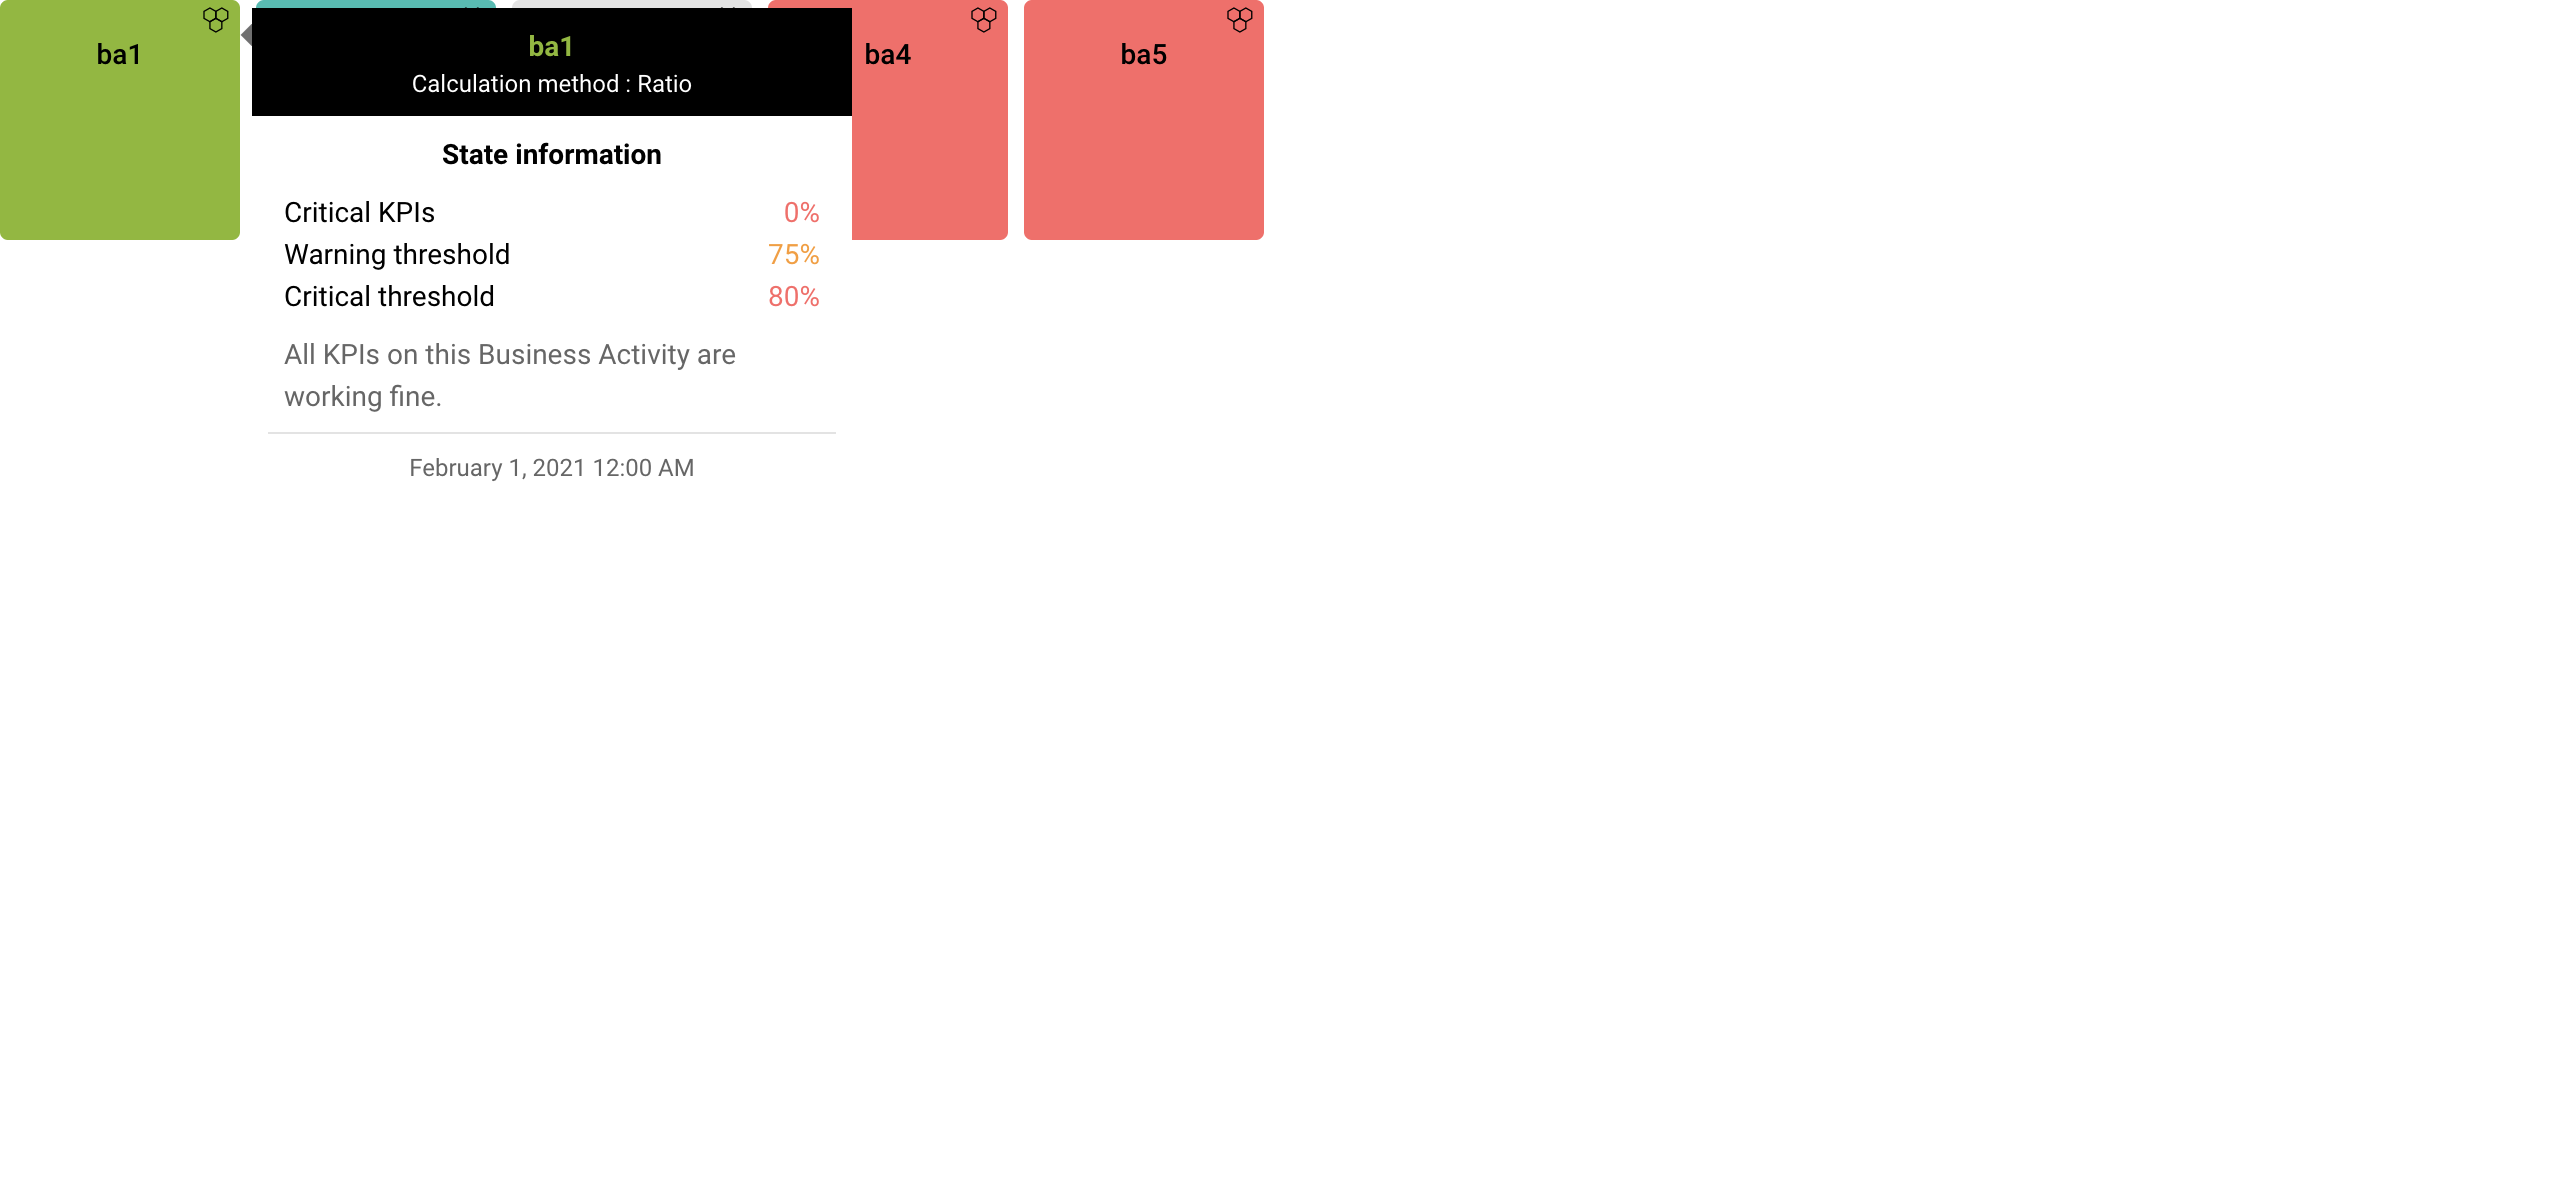 ba1
ba1
Calculation method : Ratio
State information
Critical KPIs 0%
Warning threshold 75%
Critical threshold 80%
All KPIs on this Business Activity are
working fine.
February 1, 2021 12:00 AM
ba4
ba5